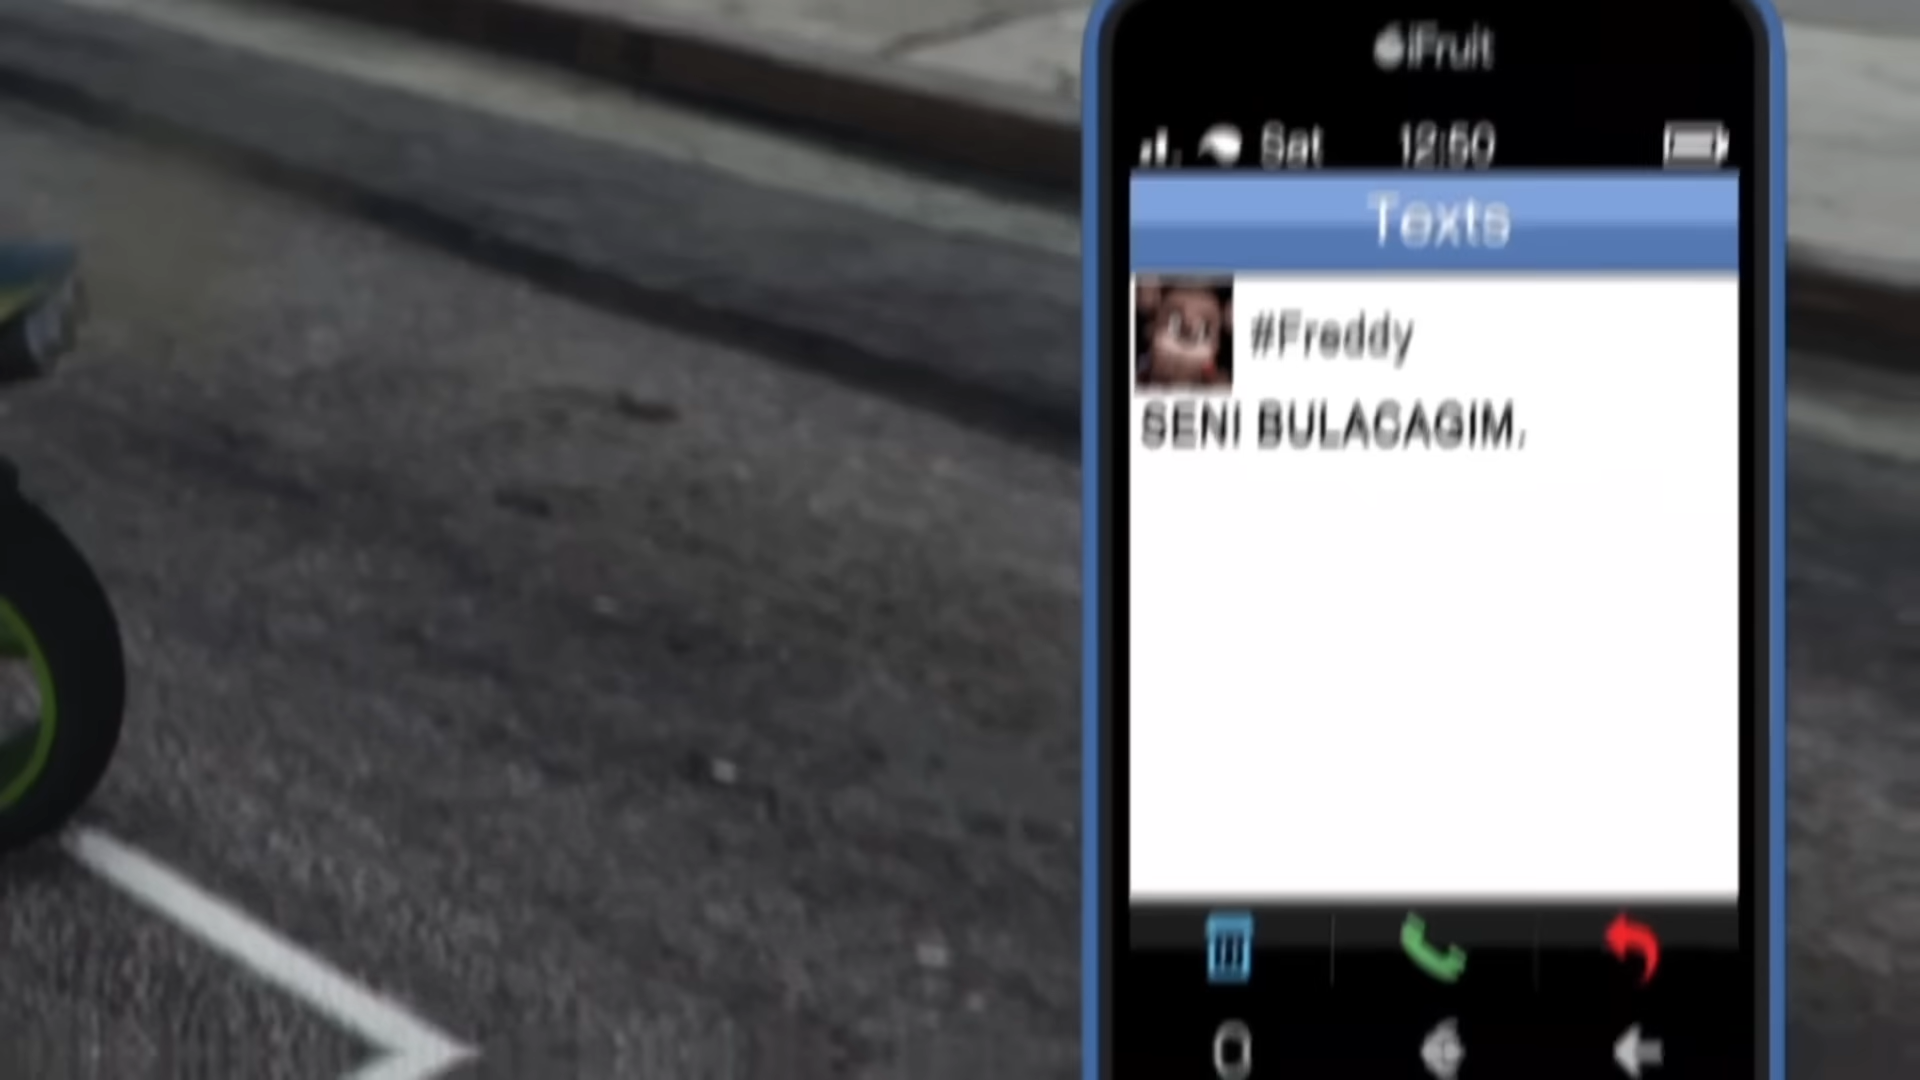 iFruit
Sat 12:50
Texts
#Freddy
SENI BULACAGIM.